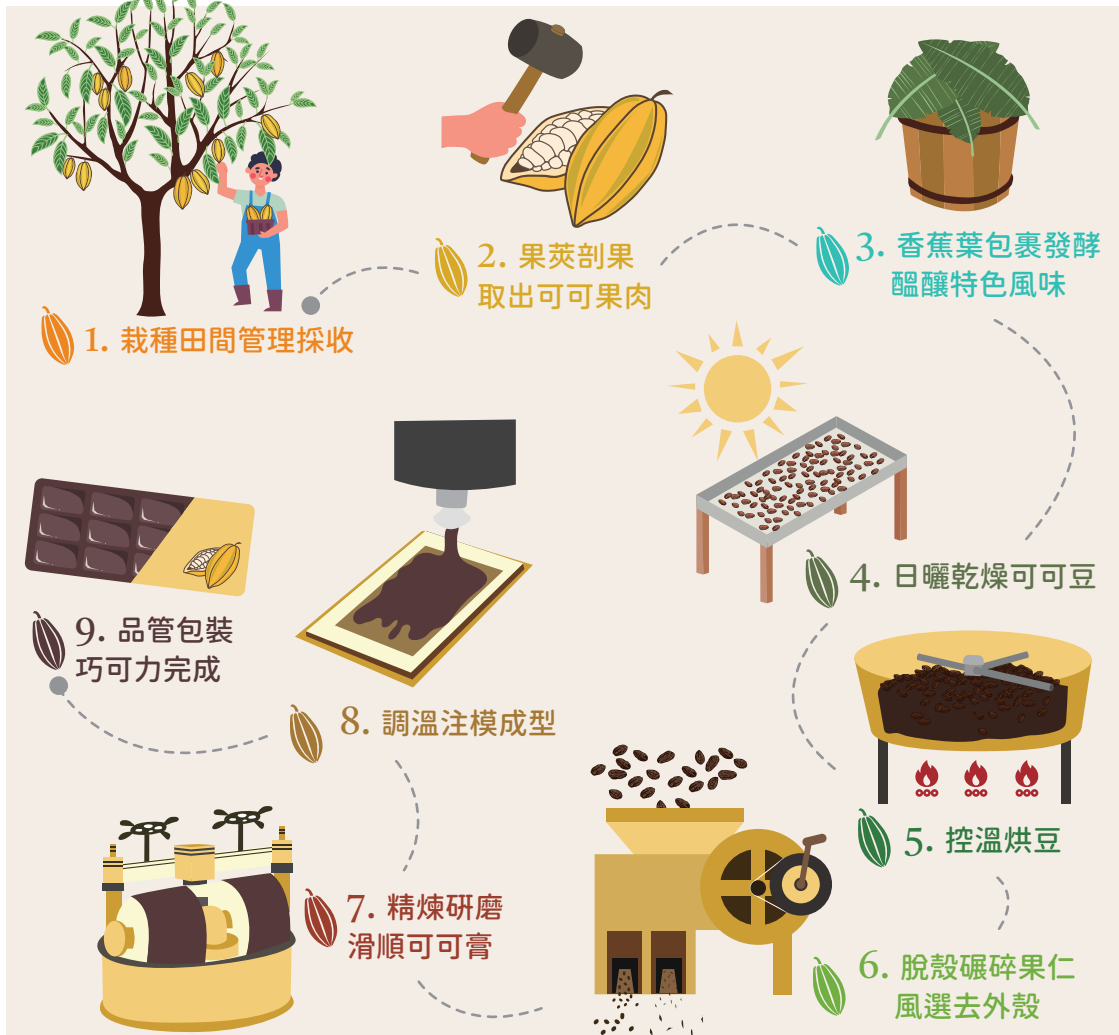 1. 栽種田間管理採收
2. 果莢剖果
取出可可果肉
3. 香蕉葉包裹發酵
醞釀特色風味
4. 日曬乾燥可可豆
5. 控溫烘豆
6. 脫殼碾碎果仁
風選去外殼
7. 精煉研磨
滑順可可膏
8. 調溫注模成型
9. 品管包裝
巧可力完成